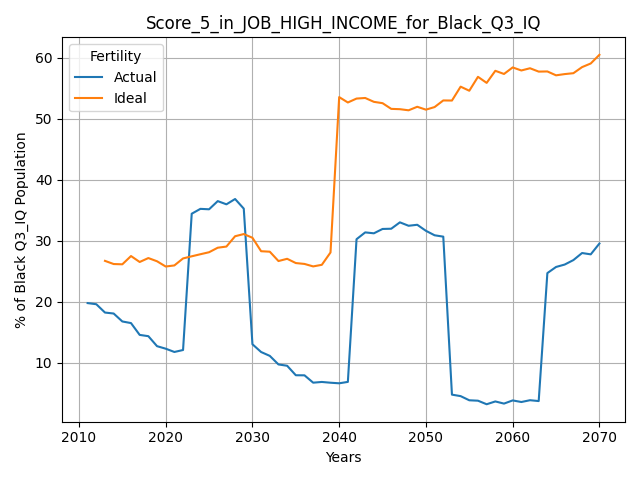 Score_5_in_JOB_HIGH_INCOME_for_Black_Q3_IQ
Fertility
Actual
Ideal
% of Black Q3_IQ Population
60
50
40
30
20
10
2010 2020 2030 2040 2050 2060 2070
Years